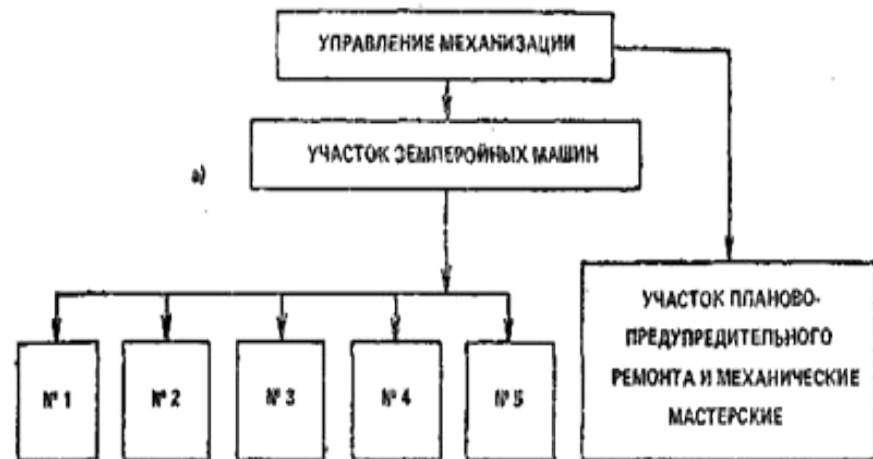 УПРАВЛЕНИЕ МЕХАНИЗАЦИИ
УЧАСТОК ЗЕМЛЕРОЙНЫХ МАШИН
а)
№ 1
№ 2
№ 3
№ 4
№ 5
УЧАСТОК ПЛАНОВО-
ПРЕДУПРЕДИТЕЛЬНОГО
РЕМОНТА И МЕХАНИЧЕСКИЕ
МАСТЕРСКИЕ